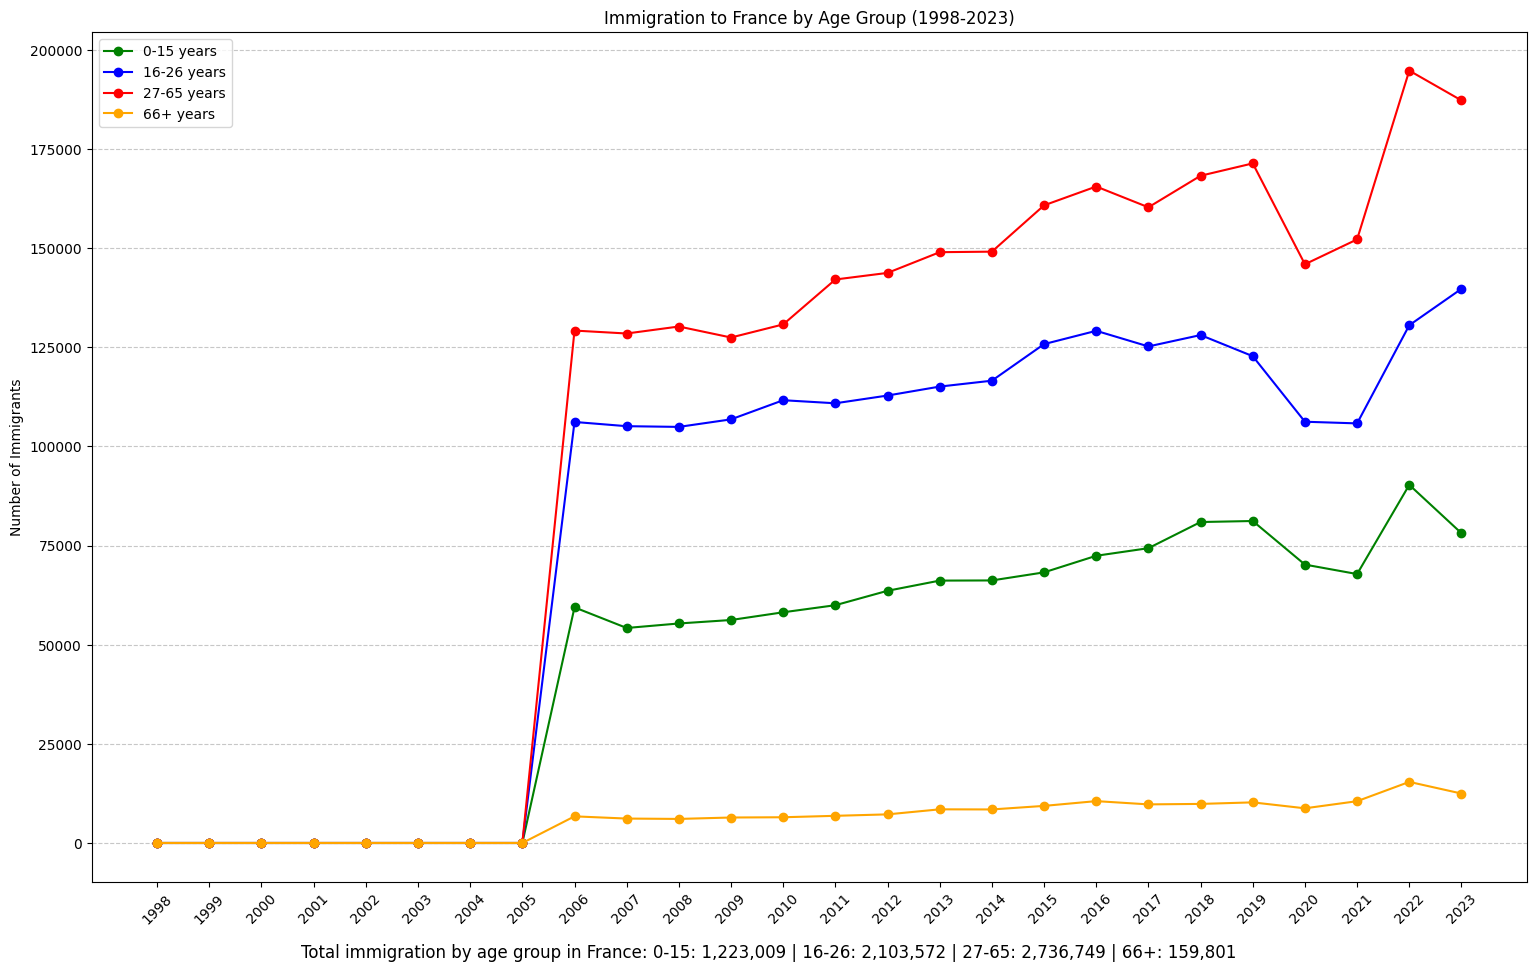 Immigration to France by Age Group (1998-2023)
0-15 years
16-26 years
27-65 years
66+ years
Number of Immigrants
200000
175000
150000
125000
100000
75000
50000
25000
0
1998 1999 2000 2001 2002 2003 2004 2005 2006 2007 2008 2009 2010 2011 2012 2013 2014 2015 2016 2017 2018 2019 2020 2021 2022 2023
Total immigration by age group in France: 0-15: 1,223,009 | 16-26: 2,103,572 | 27-65: 2,736,749 | 66+: 159,801